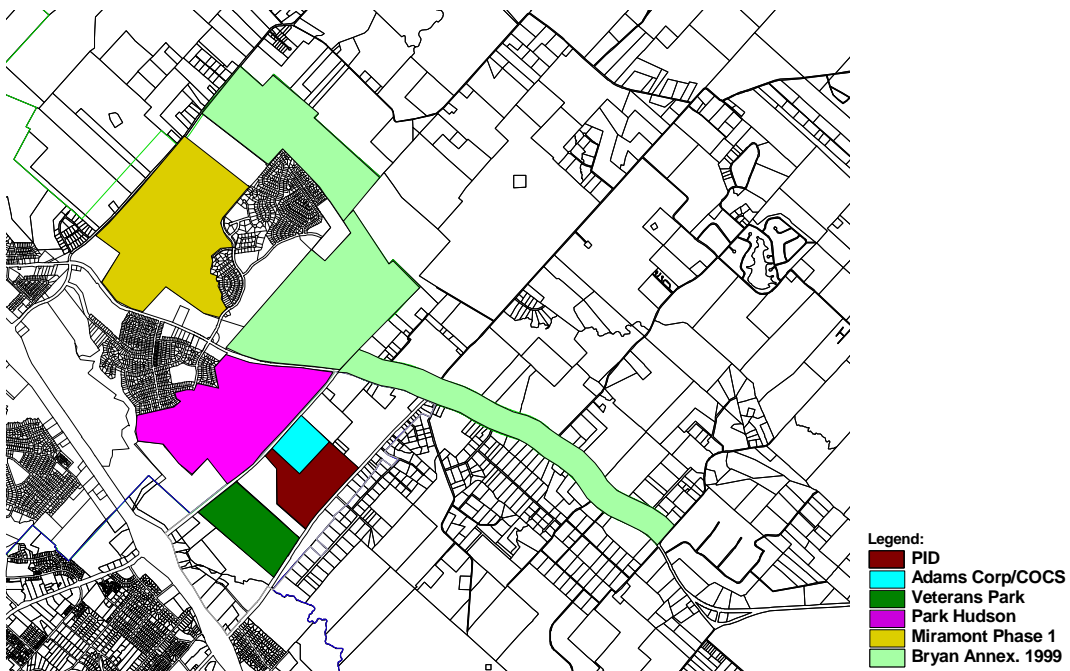 Legend:
PID
Adams Corp/COCS
Veterans Park
Park Hudson
Miramont Phase 1
Bryan Annex. 1999